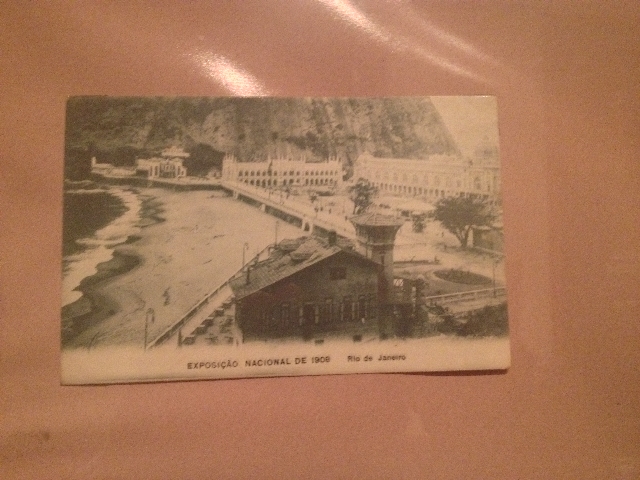 EXPOSIÇÃO NACIONAL DE 1908 Rio de Janeiro